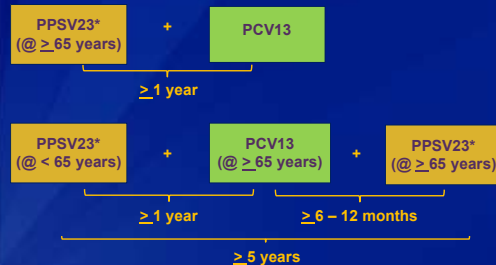 PPSV23*
(@ > 65 years)
+
PCV13
> 1 year
PPSV23*
(@ < 65 years)
+
PCV13
(@ > 65 years)
+
PPSV23*
(@ > 65 years)
> 1 year
> 6 – 12 months
> 5 years